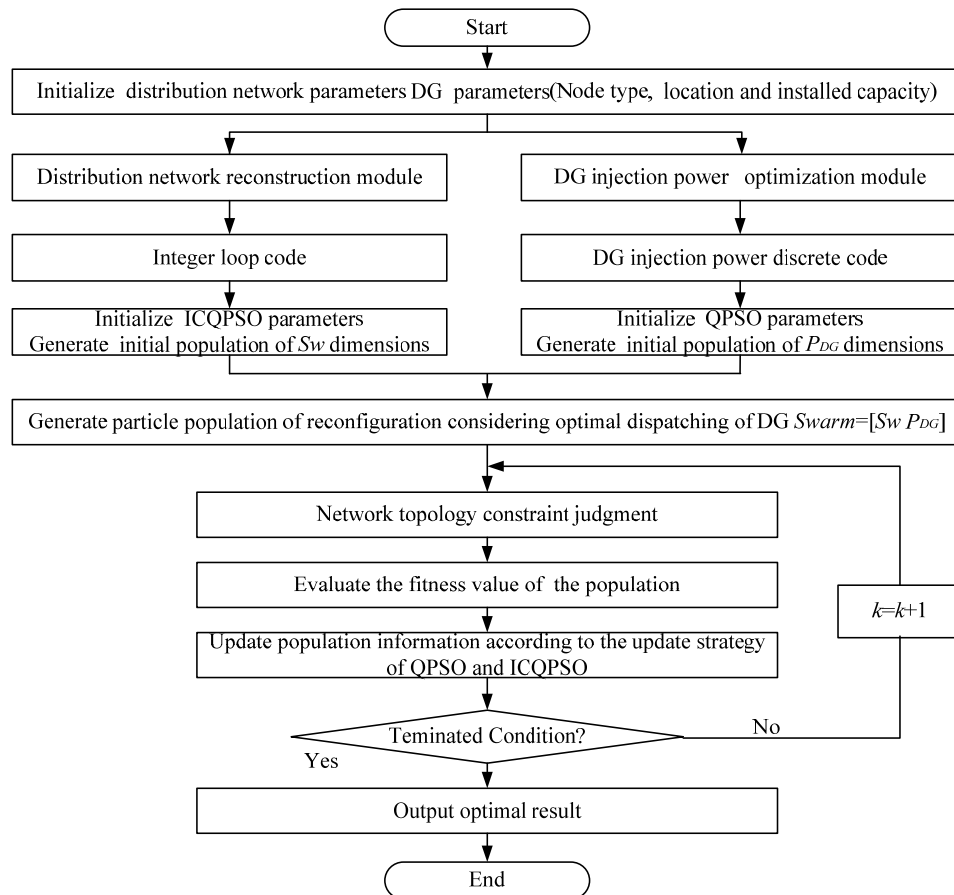 Start
Initialize distribution network parameters DG parameters(Node type, location and installed capacity)
Distribution network reconstruction module
DG injection power optimization module
Integer loop code
DG injection power discrete code
Initialize ICQPSO parameters
Generate initial population of Sw dimensions
Initialize QPSO parameters
Generate initial population of PDG dimensions
Generate particle population of reconfiguration considering optimal dispatching of DG Swarm=[Sw PDG]
Network topology constraint judgment
Evaluate the fitness value of the population
k=k+1
Update population information according to the update strategy
of QPSO and ICQPSO
Teminated Condition?
No
Yes
Output optimal result
End